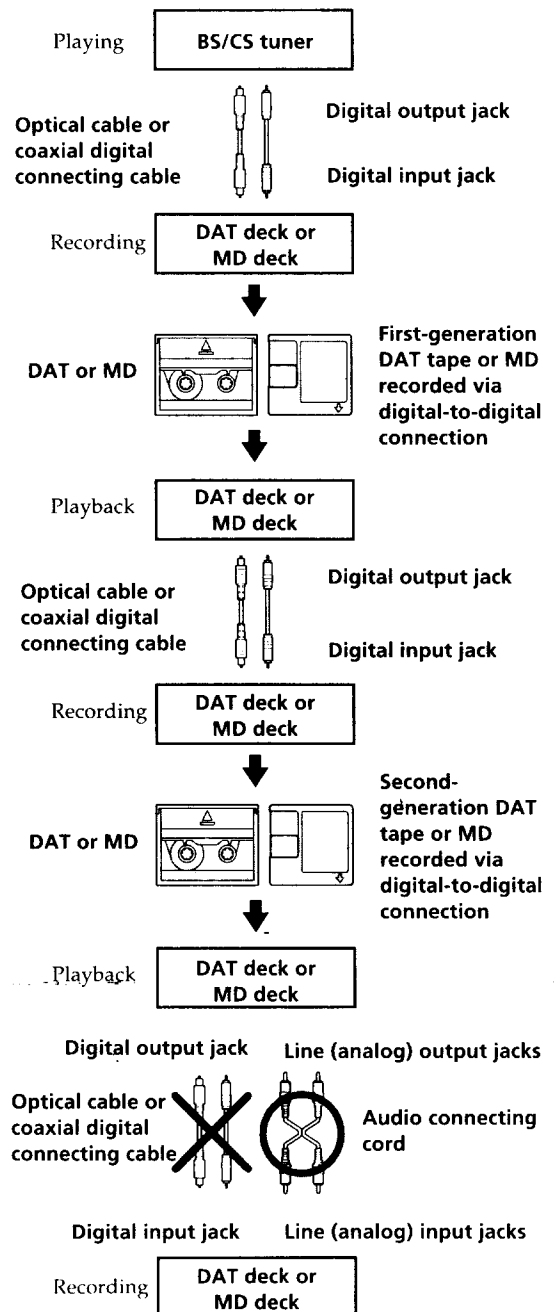 Playing
BS/CS tuner
Optical cable or
coaxial digital
connecting cable
Digital output jack
Digital input jack
Recording
DAT deck or
MD deck
DAT or MD
First-generation
DAT tape or MD
recorded via
digital-to-digital
connection
Playback
DAT deck or
MD deck
Optical cable or
coaxial digital
connecting cable
Digital output jack
Digital input jack
Recording
DAT deck or
MD deck
DAT or MD
Second-
generation DAT
tape or MD
recorded via
digital-to-digital
connection
Playback
DAT deck or
MD deck
Digital output jack
Line (analog) output jacks
Optical cable or
coaxial digital
connecting cable
Audio connecting
cord
Digital input jack
Line (analog) input jacks
Recording
DAT deck or
MD deck